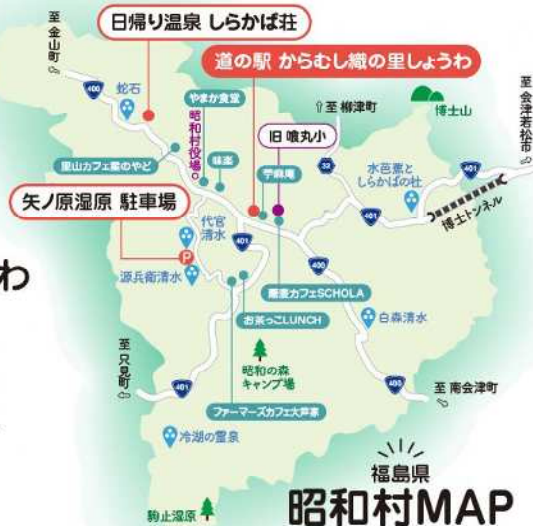 日帰り温泉 しらかば荘
道の駅 からむし織の里しょうわ
至 金山町
400
蛇石
やまか食堂
昭和村役場
味楽
里山カフェ蔵のやど
⇧至 柳津町
博士山
至 会津若松市
旧 喰丸小
苧麻庵
32
水芭蕉と
しらかばの杜
401
401
博士トンネル
矢ノ原湿原 駐車場
P
代官
清水
源兵衛清水
401
蕎麦カフェSCHOLA
お茶っこLUNCH
白森清水
わ
至 只見町
401
昭和の森
キャンプ場
400
至 南会津町
ファーマーズカフェ大芦家
冷湖の霊泉
駒止湿原
福島県
昭和村MAP